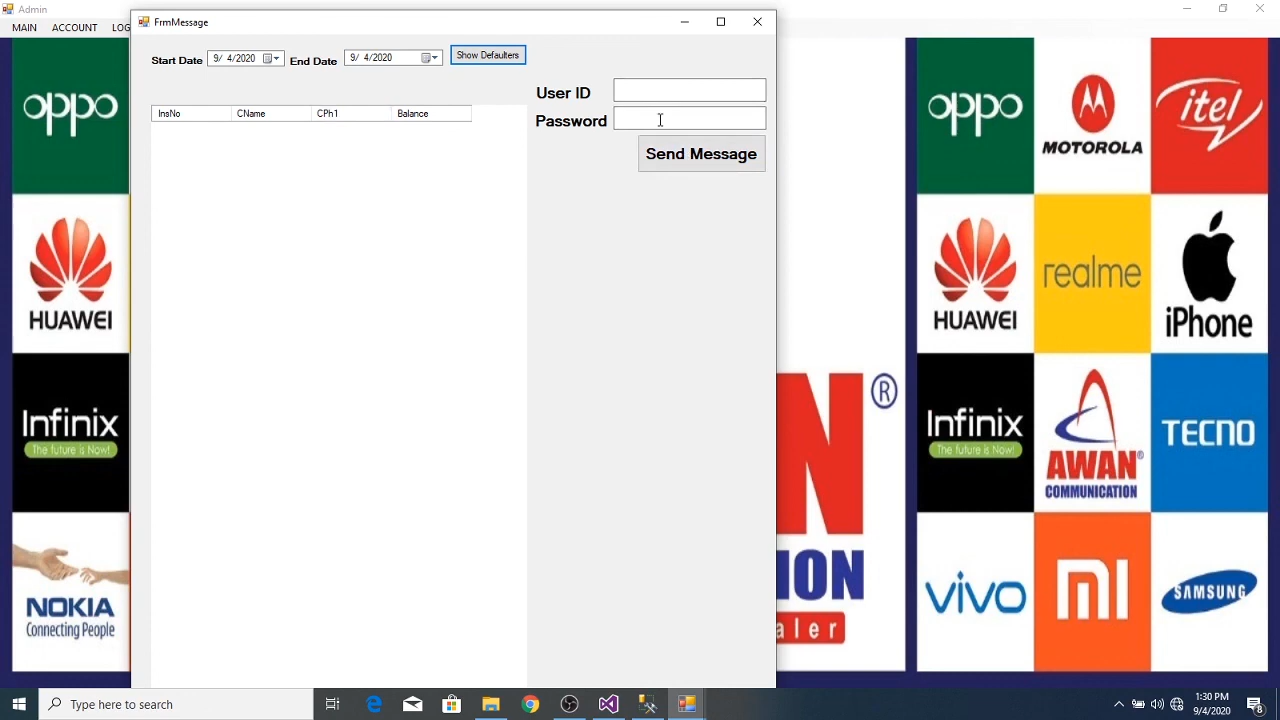 Admin
MAIN ACCOUNT LOG
FrmMessage
Start Date 9/ 4/2020 End Date 9/ 4/2020 Show Defaulters
User ID
Password
Send Message
InsNo CName CPh1 Balance
oppo
HUAWEI
Infinix
The future is Now!
NOKIA
Connecting People
N
®
ION
aler
oppo
MOTOROLA
itel
HUAWEI
realme
iPhone
Infinix
The future is Now!
AWAN®
COMMUNICATION
TECNO
vivo
mi
SAMSUNG
Type here to search
1:30 PM
9/4/2020
8